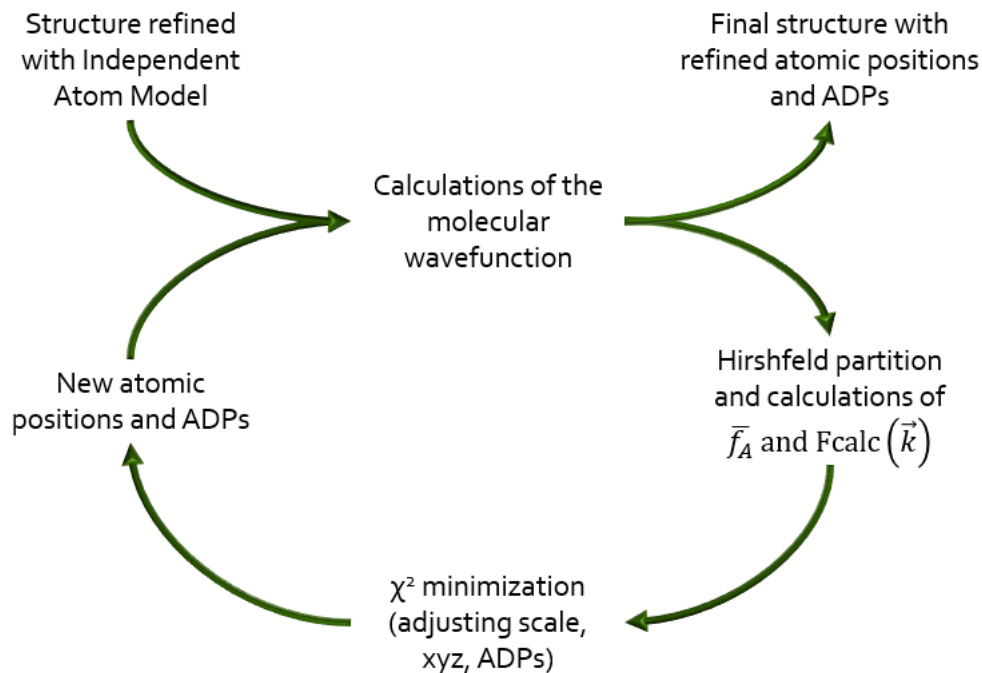 Structure refined
with Independent
Atom Model
Final structure with
refined atomic positions
and ADPs
Calculations of the
molecular
wavefunction
New atomic
positions and ADPs
Hirshfeld partition
and calculations of
f̅_A and Fcalc (k⃗)
χ² minimization
(adjusting scale,
xyz, ADPs)